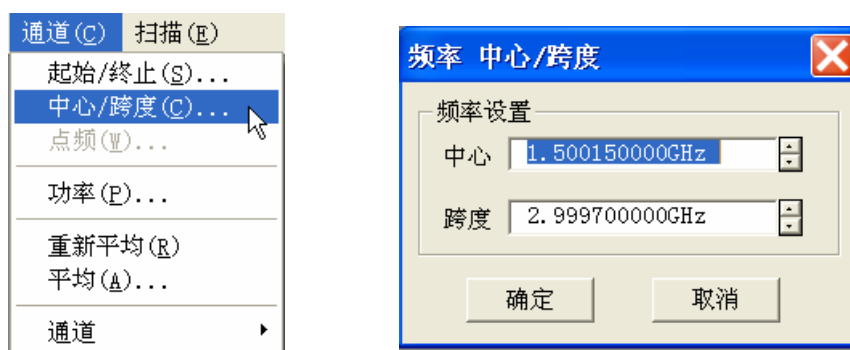 通道(C) 扫描(E)
起始/终止(S)...
中心/跨度(C)...
点频(W)...
功率(P)...
重新平均(R)
平均(A)...
通道
频率 中心/跨度
频率设置
中心 1.500150000GHz
跨度 2.999700000GHz
确定 取消